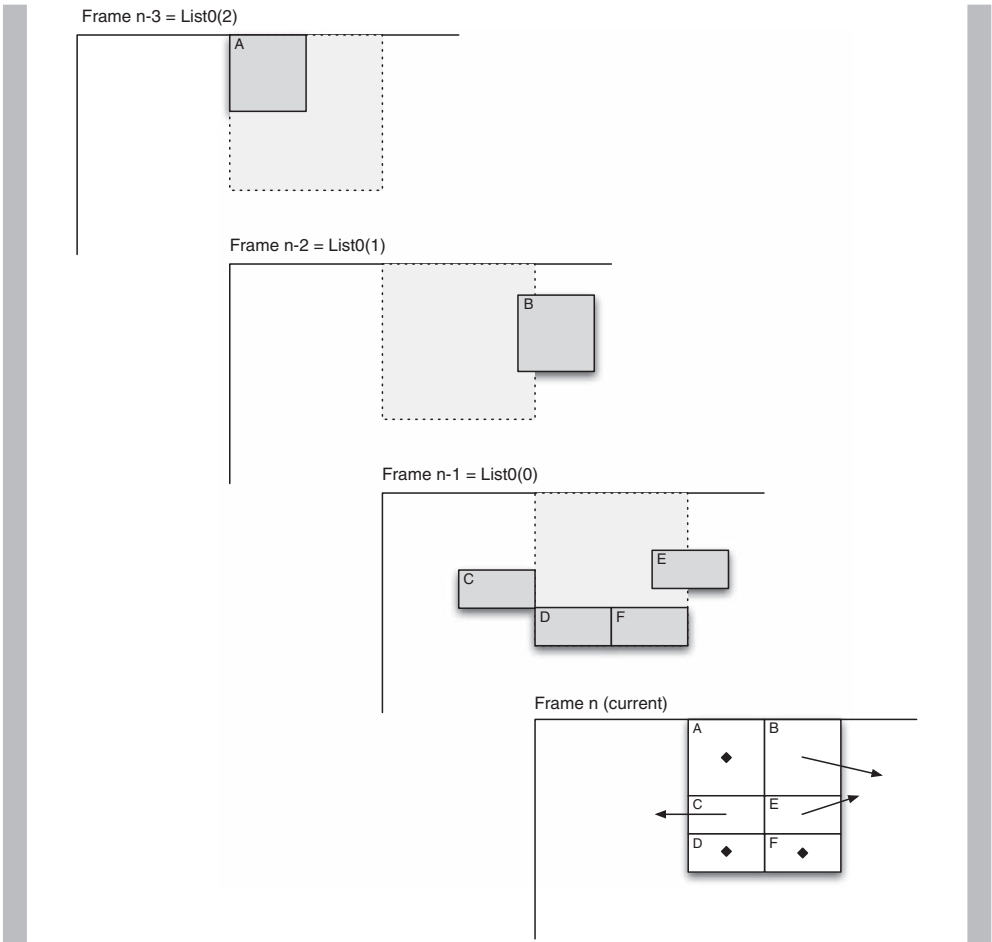 Frame n-3 = List0(2)
A
Frame n-2 = List0(1)
B
Frame n-1 = List0(0)
E
C
D F
Frame n (current)
A B
C E
D F